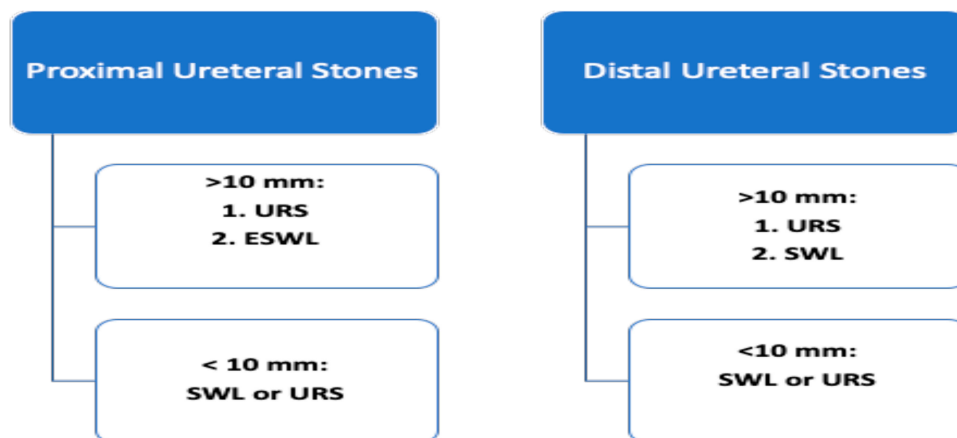 Proximal Ureteral Stones
>10 mm:
1. URS
2. ESWL
< 10 mm:
SWL or URS
Distal Ureteral Stones
>10 mm:
1. URS
2. SWL
<10 mm:
SWL or URS